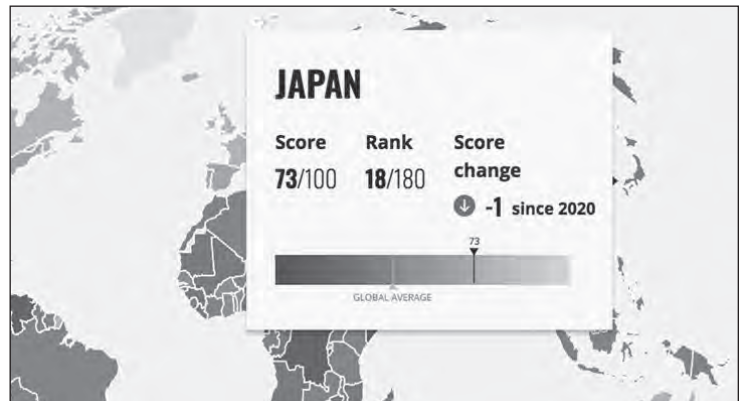 JAPAN
Score Rank Score change
73/100 18/180
-1 since 2020
73
GLOBAL AVERAGE